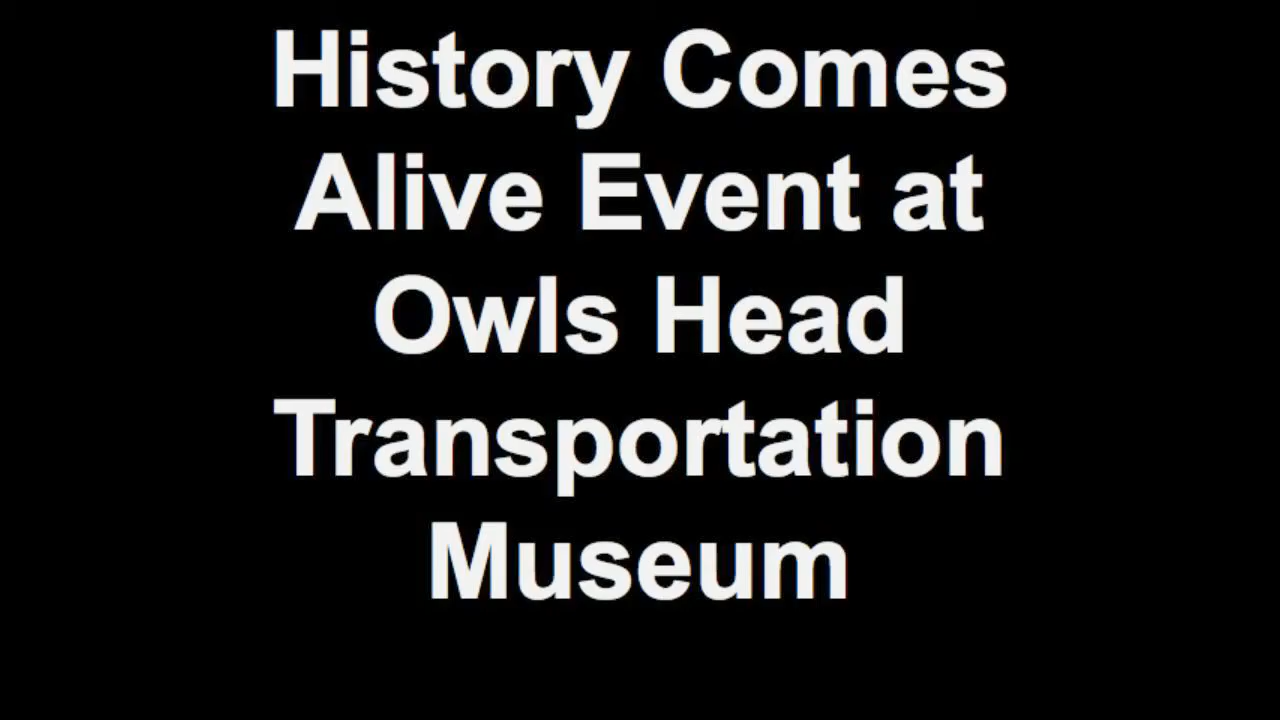 History Comes
Alive Event at
Owls Head
Transportation
Museum